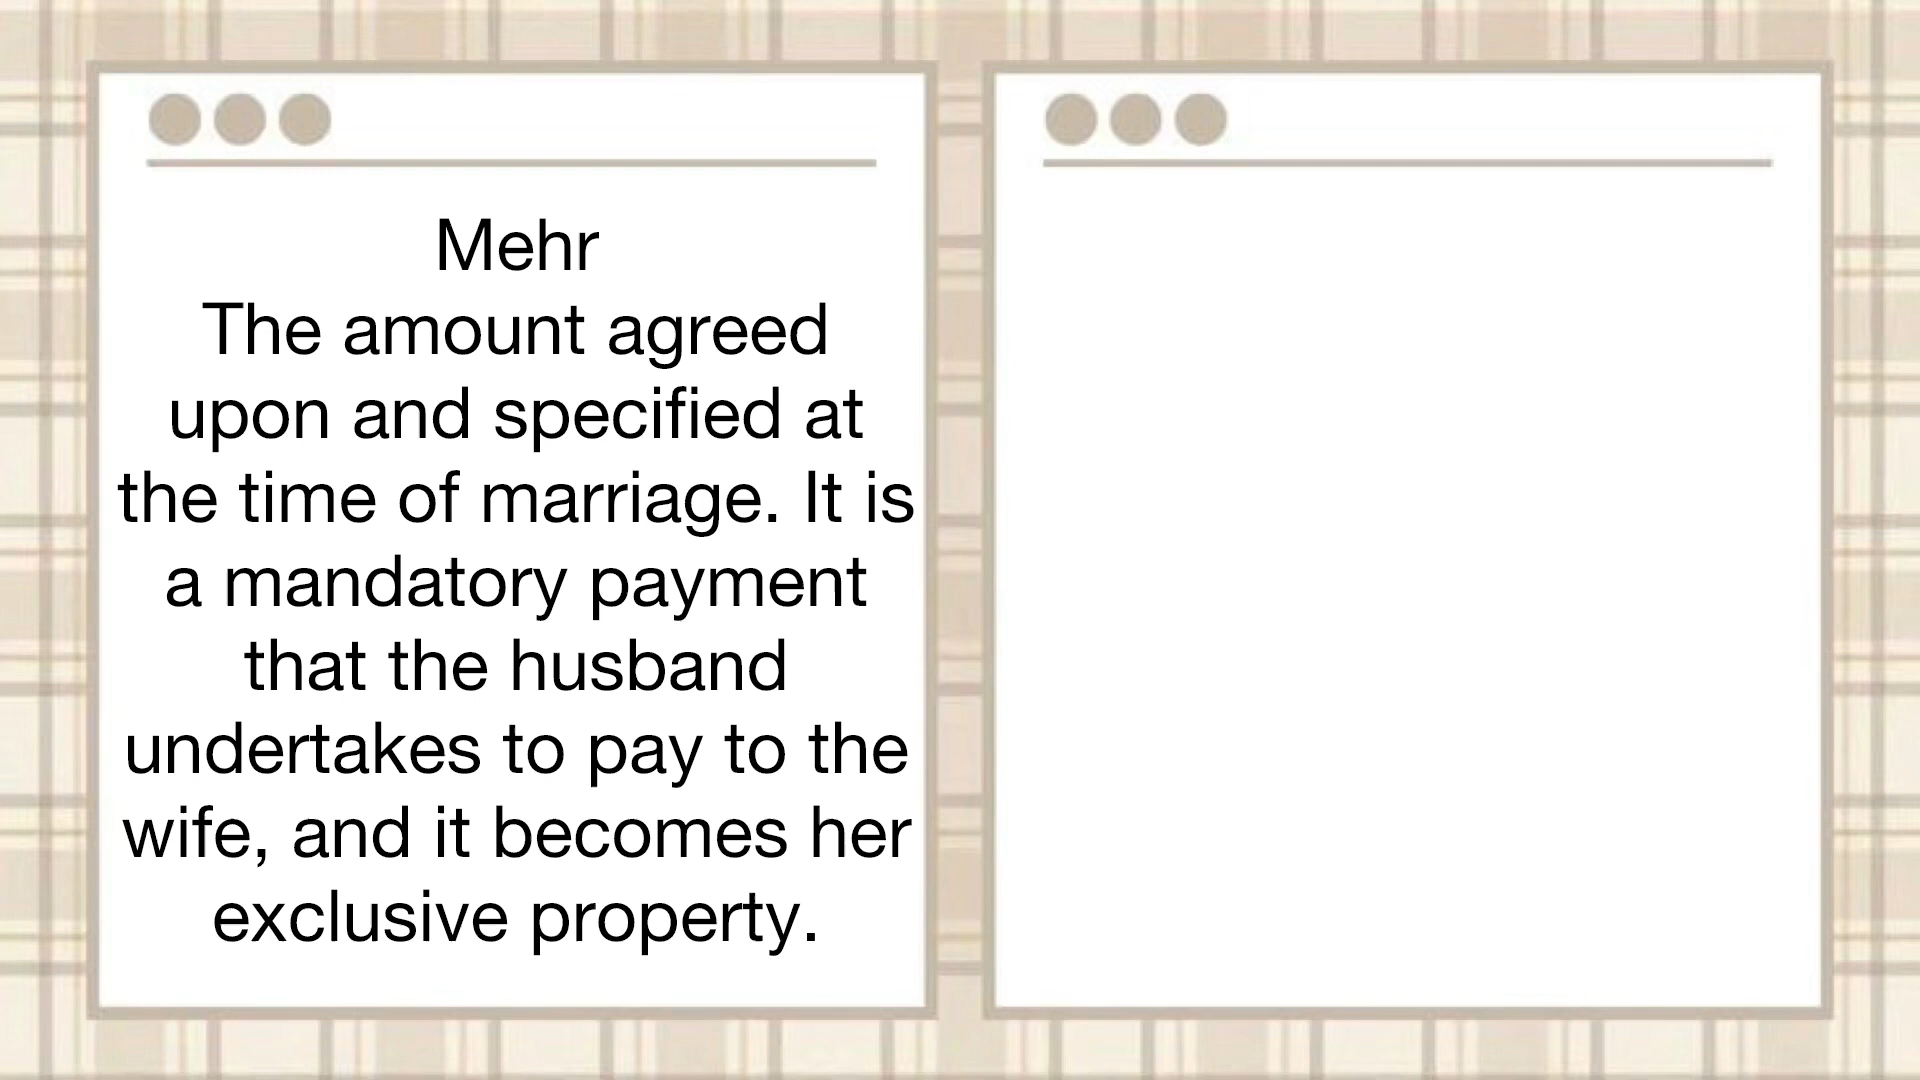 Mehr
The amount agreed
upon and specified at
the time of marriage. It is
a mandatory payment
that the husband
undertakes to pay to the
wife, and it becomes her
exclusive property.